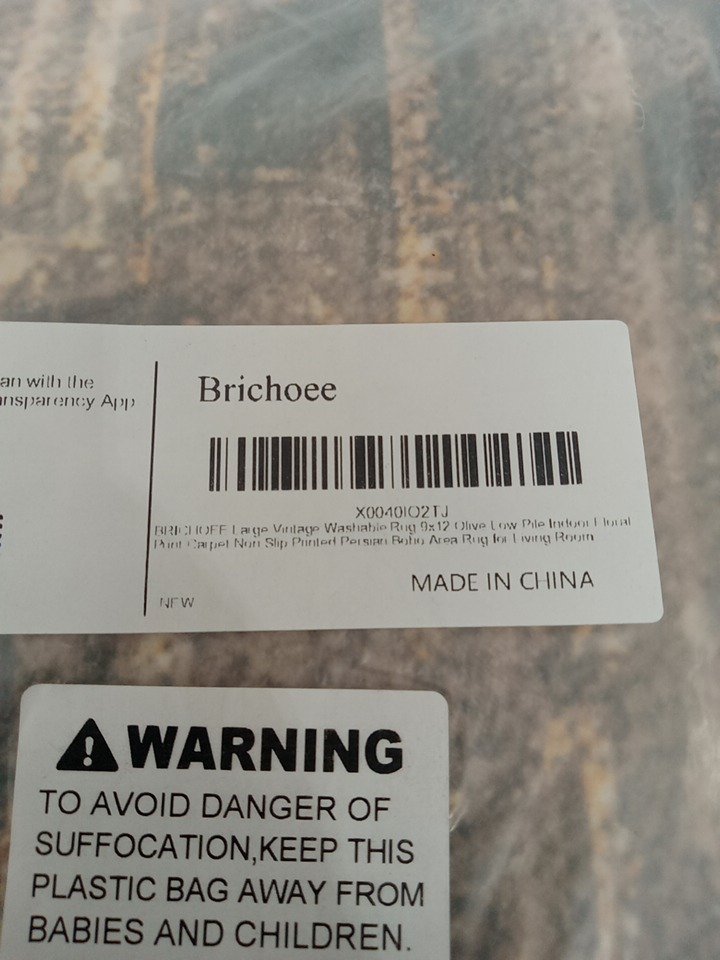 an with the
nsparency App
Brichoee
X0040IO2TJ
BRICHOEE Large Vintage Washable Rug 9x12 Olive Low Pile Indoor Floral
Print Carpet Non Slip Printed Persian Boho Area Rug for Living Room
MADE IN CHINA
NEW
WARNING
TO AVOID DANGER OF
SUFFOCATION,KEEP THIS
PLASTIC BAG AWAY FROM
BABIES AND CHILDREN.